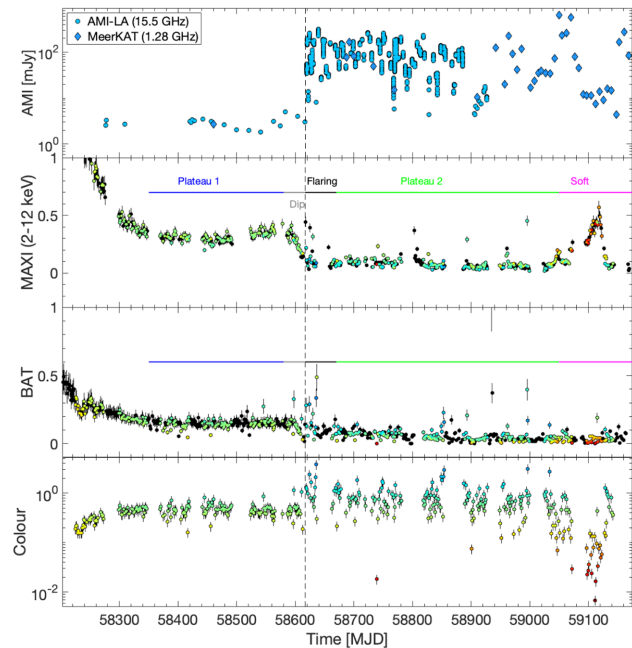 AMI-LA (15.5 GHz)
MeerKAT (1.28 GHz)
AMI [mJy]
10²
10⁰
Plateau 1
Flaring
Plateau 2
Soft
Dip
MAXI (2-12 keV)
1
0.5
0
BAT
1
0.5
0
Colour
10⁰
10⁻²
58300 58400 58500 58600 58700 58800 58900 59000 59100
Time [MJD]